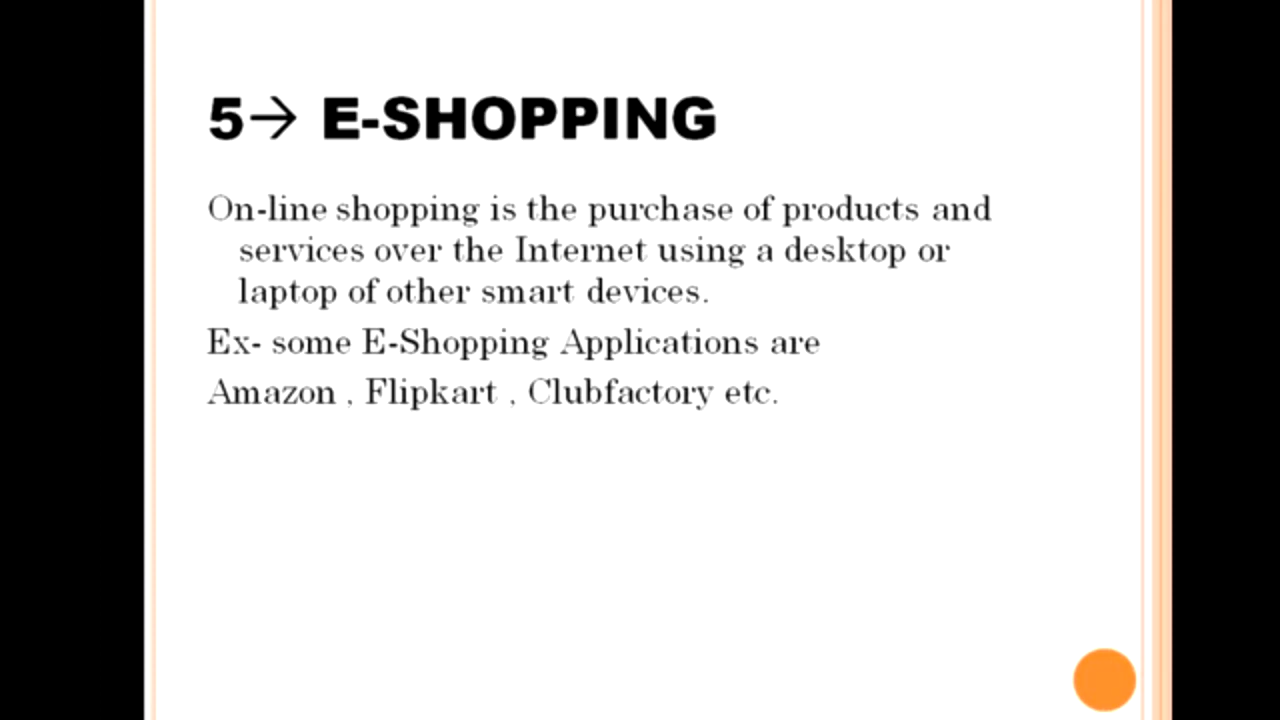 5→ E-SHOPPING
On-line shopping is the purchase of products and
services over the Internet using a desktop or
laptop of other smart devices.
Ex- some E-Shopping Applications are
Amazon , Flipkart , Clubfactory etc.